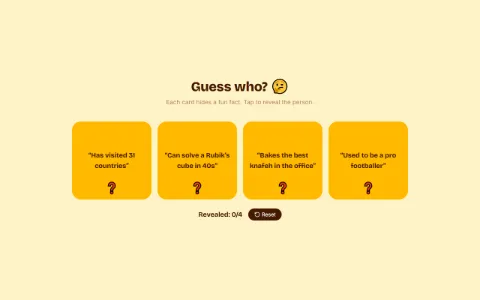 Guess who? 🤔
Each card hides a fun fact. Tap to reveal the person.
"Has visited 31
countries"
❓
"Can solve a Rubik's
cube in 40s"
❓
"Bakes the best
knafeh in the office"
❓
"Used to be a pro
footballer"
❓
Revealed: 0/4
Reset